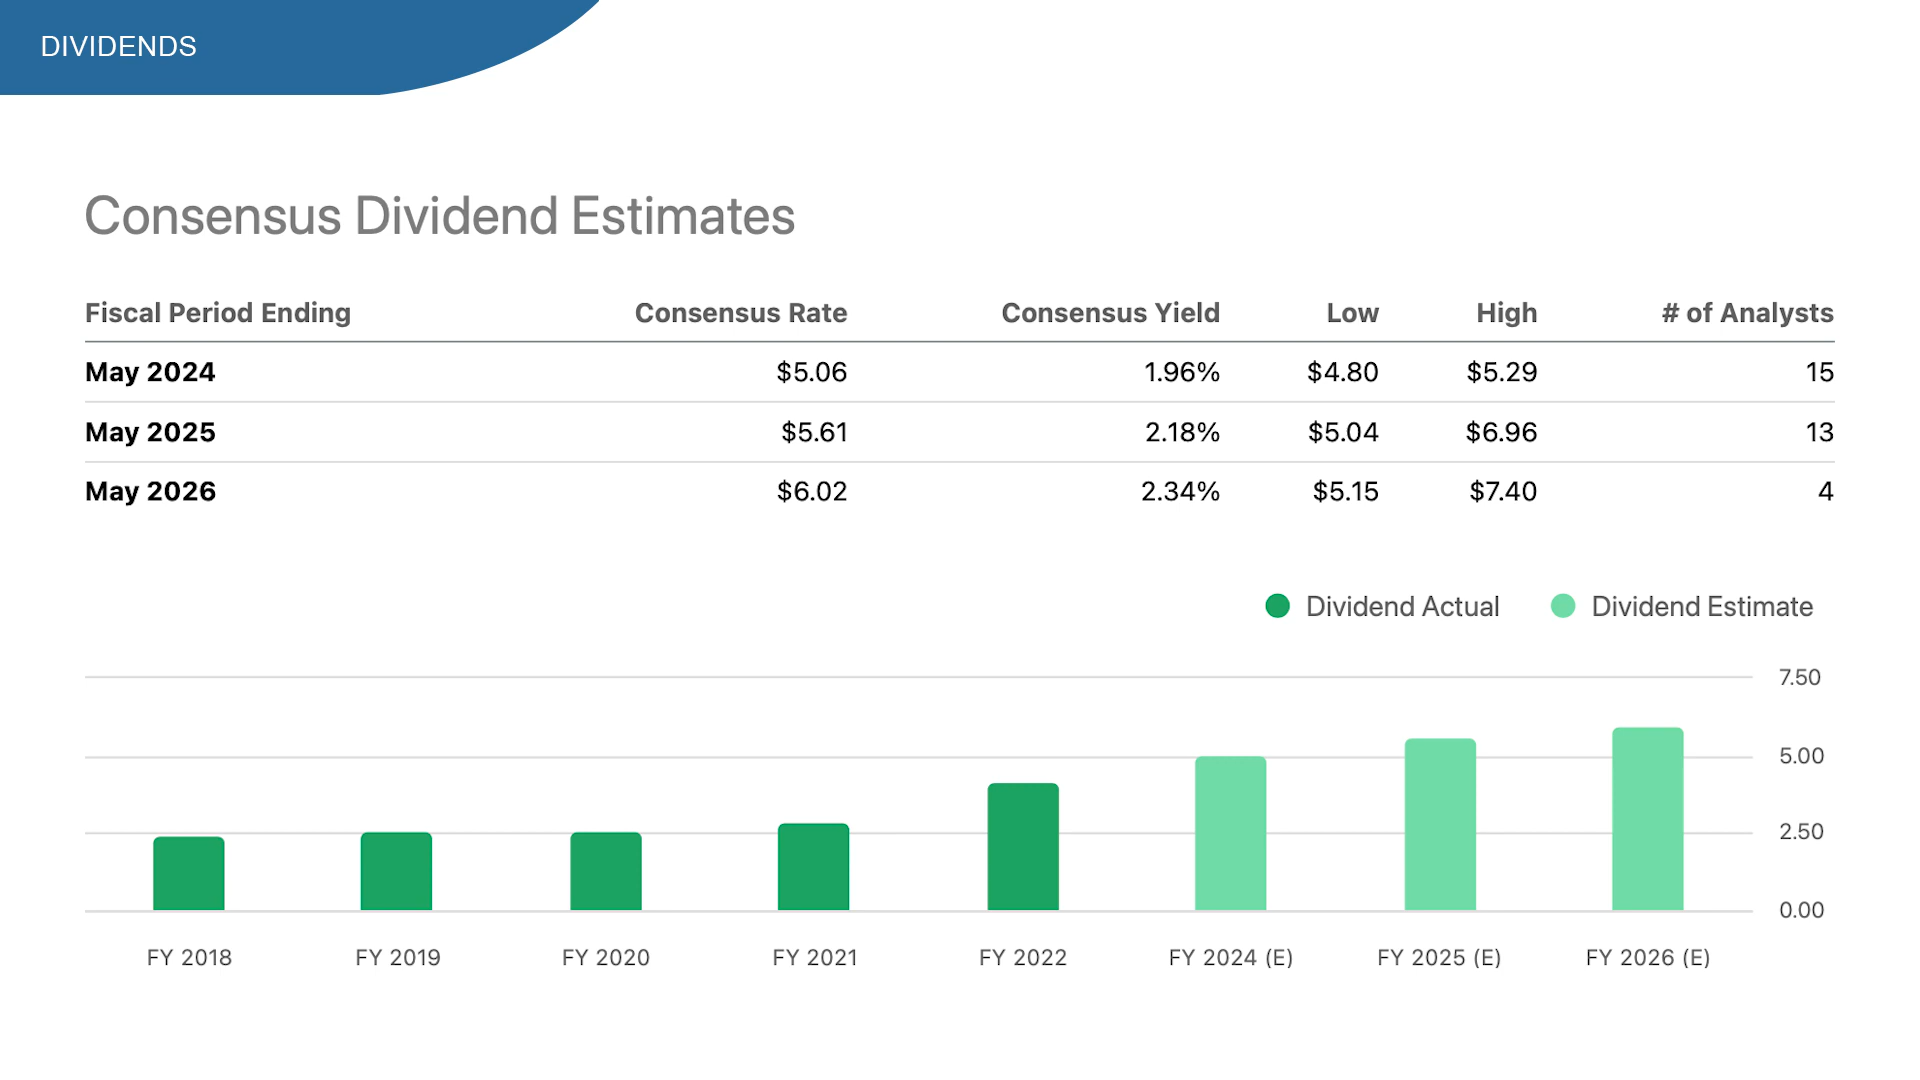 DIVIDENDS
Consensus Dividend Estimates
Fiscal Period Ending Consensus Rate Consensus Yield Low High # of Analysts
May 2024 $5.06 1.96% $4.80 $5.29 15
May 2025 $5.61 2.18% $5.04 $6.96 13
May 2026 $6.02 2.34% $5.15 $7.40 4
Dividend Actual Dividend Estimate
7.50
5.00
2.50
0.00
FY 2018 FY 2019 FY 2020 FY 2021 FY 2022 FY 2024 (E) FY 2025 (E) FY 2026 (E)